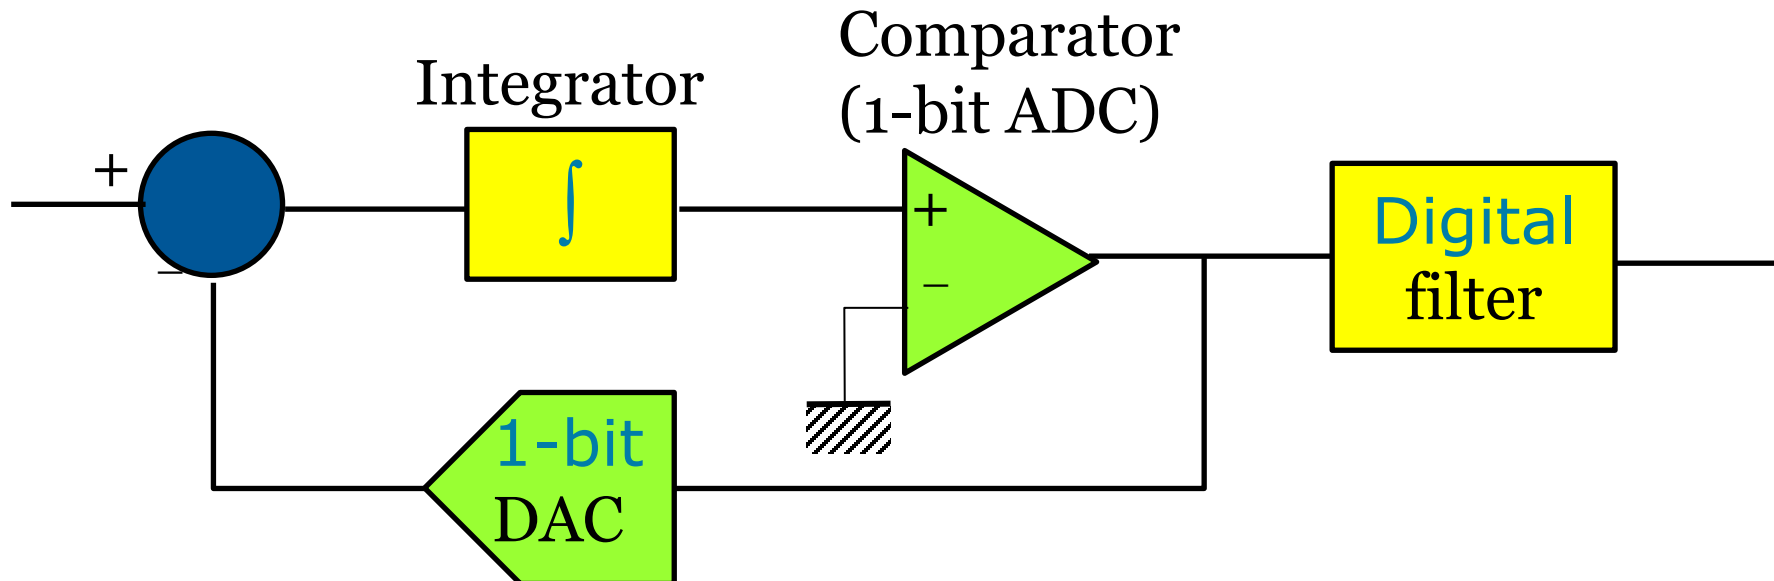 Integrator
Comparator
(1-bit ADC)
+
∫
+
−
−
Digital
filter
1-bit
DAC